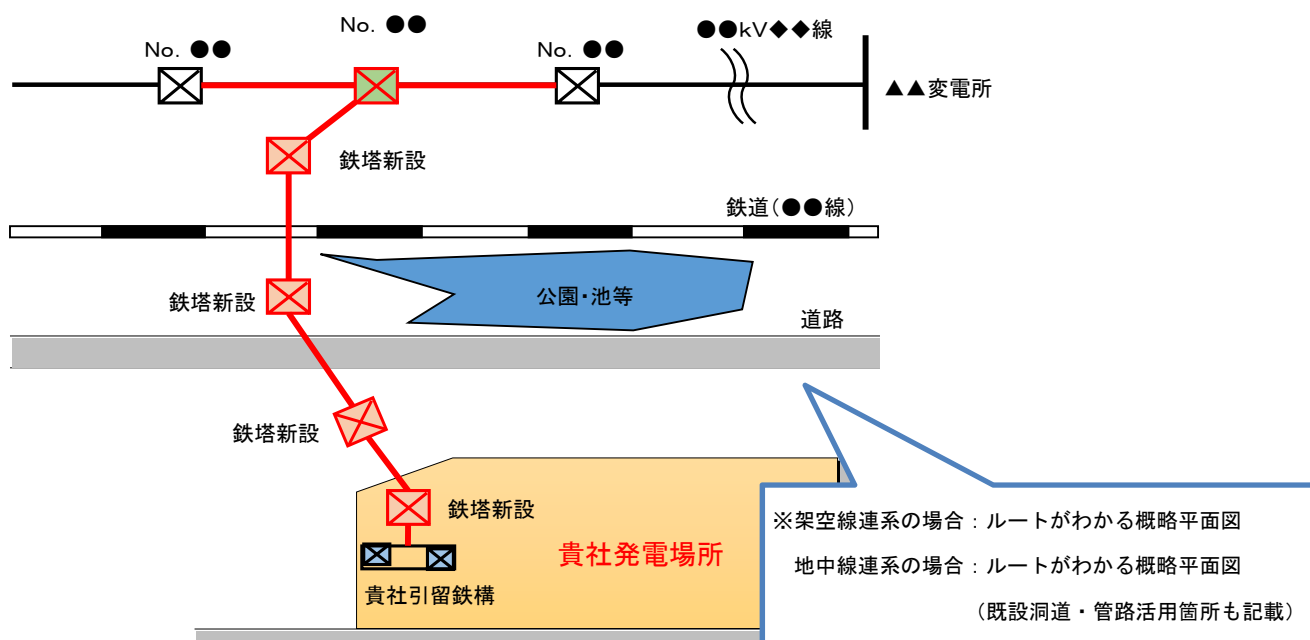 No. ●●
No. ●●
No. ●●
●●kV◆◆線
▲▲変電所
鉄塔新設
鉄道(●●線)
鉄塔新設
公園・池等
道路
鉄塔新設
鉄塔新設
貴社発電場所
貴社引留鉄構
※架空線連系の場合：ルートがわかる概略平面図
地中線連系の場合：ルートがわかる概略平面図
（既設洞道・管路活用箇所も記載）